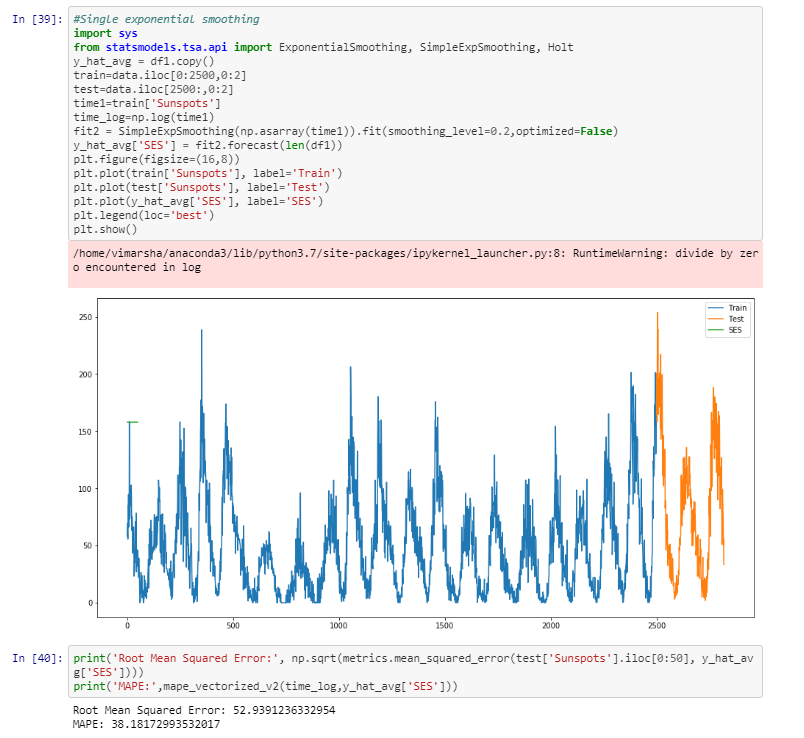 In [39]:
#Single exponential smoothing
import sys
from statsmodels.tsa.api import ExponentialSmoothing, SimpleExpSmoothing, Holt
y_hat_avg = df1.copy()
train=data.iloc[0:2500,0:2]
test=data.iloc[2500:,0:2]
time1=train['Sunspots']
time_log=np.log(time1)
fit2 = SimpleExpSmoothing(np.asarray(time1)).fit(smoothing_level=0.2,optimized=False)
y_hat_avg['SES'] = fit2.forecast(len(df1))
plt.figure(figsize=(16,8))
plt.plot(train['Sunspots'], label='Train')
plt.plot(test['Sunspots'], label='Test')
plt.plot(y_hat_avg['SES'], label='SES')
plt.legend(loc='best')
plt.show()
/home/vimarsha/anaconda3/lib/python3.7/site-packages/ipykernel_launcher.py:8: RuntimeWarning: divide by zer
o encountered in log
Train
Test
SES
250
200
150
100
50
0
0 500 1000 1500 2000 2500
In [40]:
print('Root Mean Squared Error:', np.sqrt(metrics.mean_squared_error(test['Sunspots'].iloc[0:50], y_hat_av
g['SES'])))
print('MAPE:',mape_vectorized_v2(time_log,y_hat_avg['SES']))
Root Mean Squared Error: 52.9391236332954
MAPE: 38.18172993532017